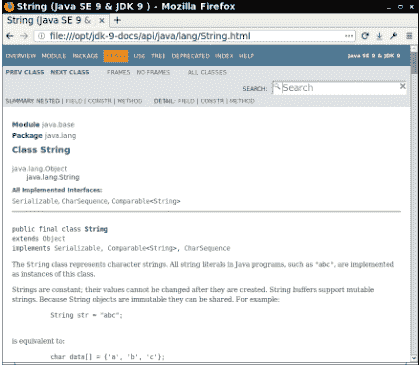 String (Java SE 9 & JDK 9 ) - Mozilla Firefox
String (Java SE 9 &
file:///opt/jdk-9-docs/api/java/lang/String.html
OVERVIEW MODULE PACKAGE CLASS USE TREE DEPRECATED INDEX HELP Java SE 9 & JDK 9
PREV CLASS NEXT CLASS FRAMES NO FRAMES ALL CLASSES
SEARCH: Search
SUMMARY NESTED | FIELD | CONSTR | METHOD DETAIL: FIELD | CONSTR | METHOD
Module java.base
Package java.lang
Class String
java.lang.Object
java.lang.String
All Implemented Interfaces:
Serializable, CharSequence, Comparable<String>
public final class String
extends Object
implements Serializable, Comparable<String>, CharSequence
The String class represents character strings. All string literals in Java programs, such as "abc", are implemented
as instances of this class.
Strings are constant; their values cannot be changed after they are created. String buffers support mutable
strings. Because String objects are immutable they can be shared. For example:
String str = "abc";
is equivalent to:
char data[] = {'a', 'b', 'c'};